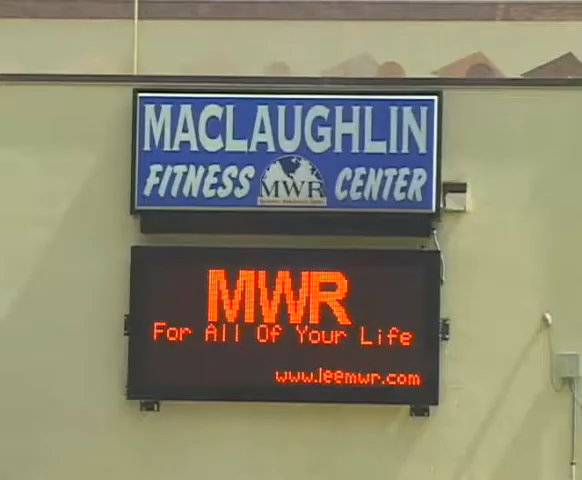 MACLAUGHLIN
FITNESS MWR CENTER
MWR
For All Of Your Life
www.leemwr.com